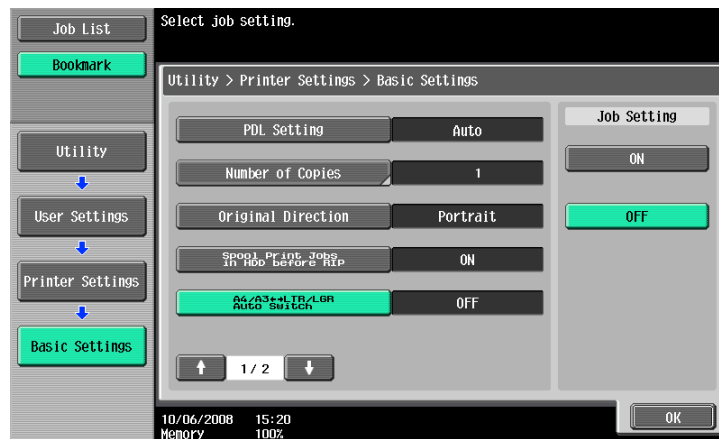 Job List
Bookmark
Select job setting.
Utility > Printer Settings > Basic Settings
Utility
User Settings
Printer Settings
Basic Settings
PDL Setting Auto
Number of Copies 1
Original Direction Portrait
Spool Print Jobs
in HDD before RIP
ON
A4/A3↔LTR/LGR
Auto Switch
OFF
↑ 1/ 2 ↓
Job Setting
ON
OFF
10/06/2008 15:20
Memory 100%
OK